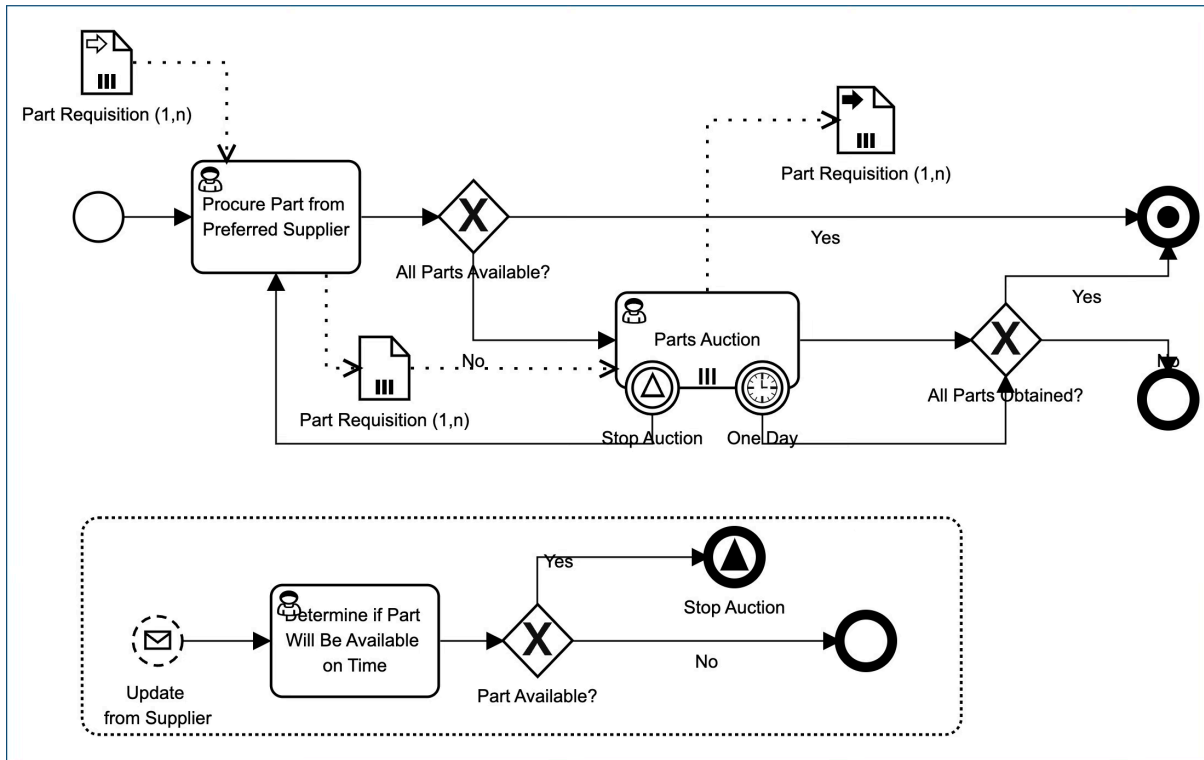 Part Requisition (1,n)
Procure Part from
Preferred Supplier
All Parts Available?
Yes
Part Requisition (1,n)
No
Part Requisition (1,n)
Parts Auction
Stop Auction
One Day
All Parts Obtained?
Yes
No
Update
from Supplier
Determine if Part
Will Be Available
on Time
Part Available?
Yes
Stop Auction
No